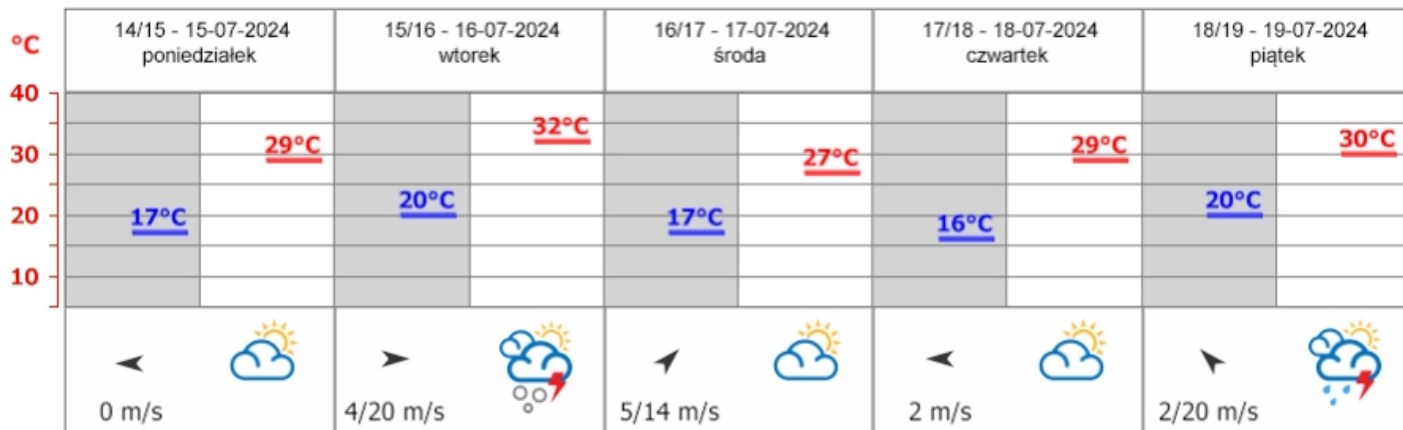 14/15 - 15-07-2024
poniedziałek
15/16 - 16-07-2024
wtorek
16/17 - 17-07-2024
środa
17/18 - 18-07-2024
czwartek
18/19 - 19-07-2024
piątek
°C
40
30
20
10
29°C
32°C
27°C
29°C
30°C
17°C
20°C
17°C
16°C
20°C
0 m/s
4/20 m/s
5/14 m/s
2 m/s
2/20 m/s